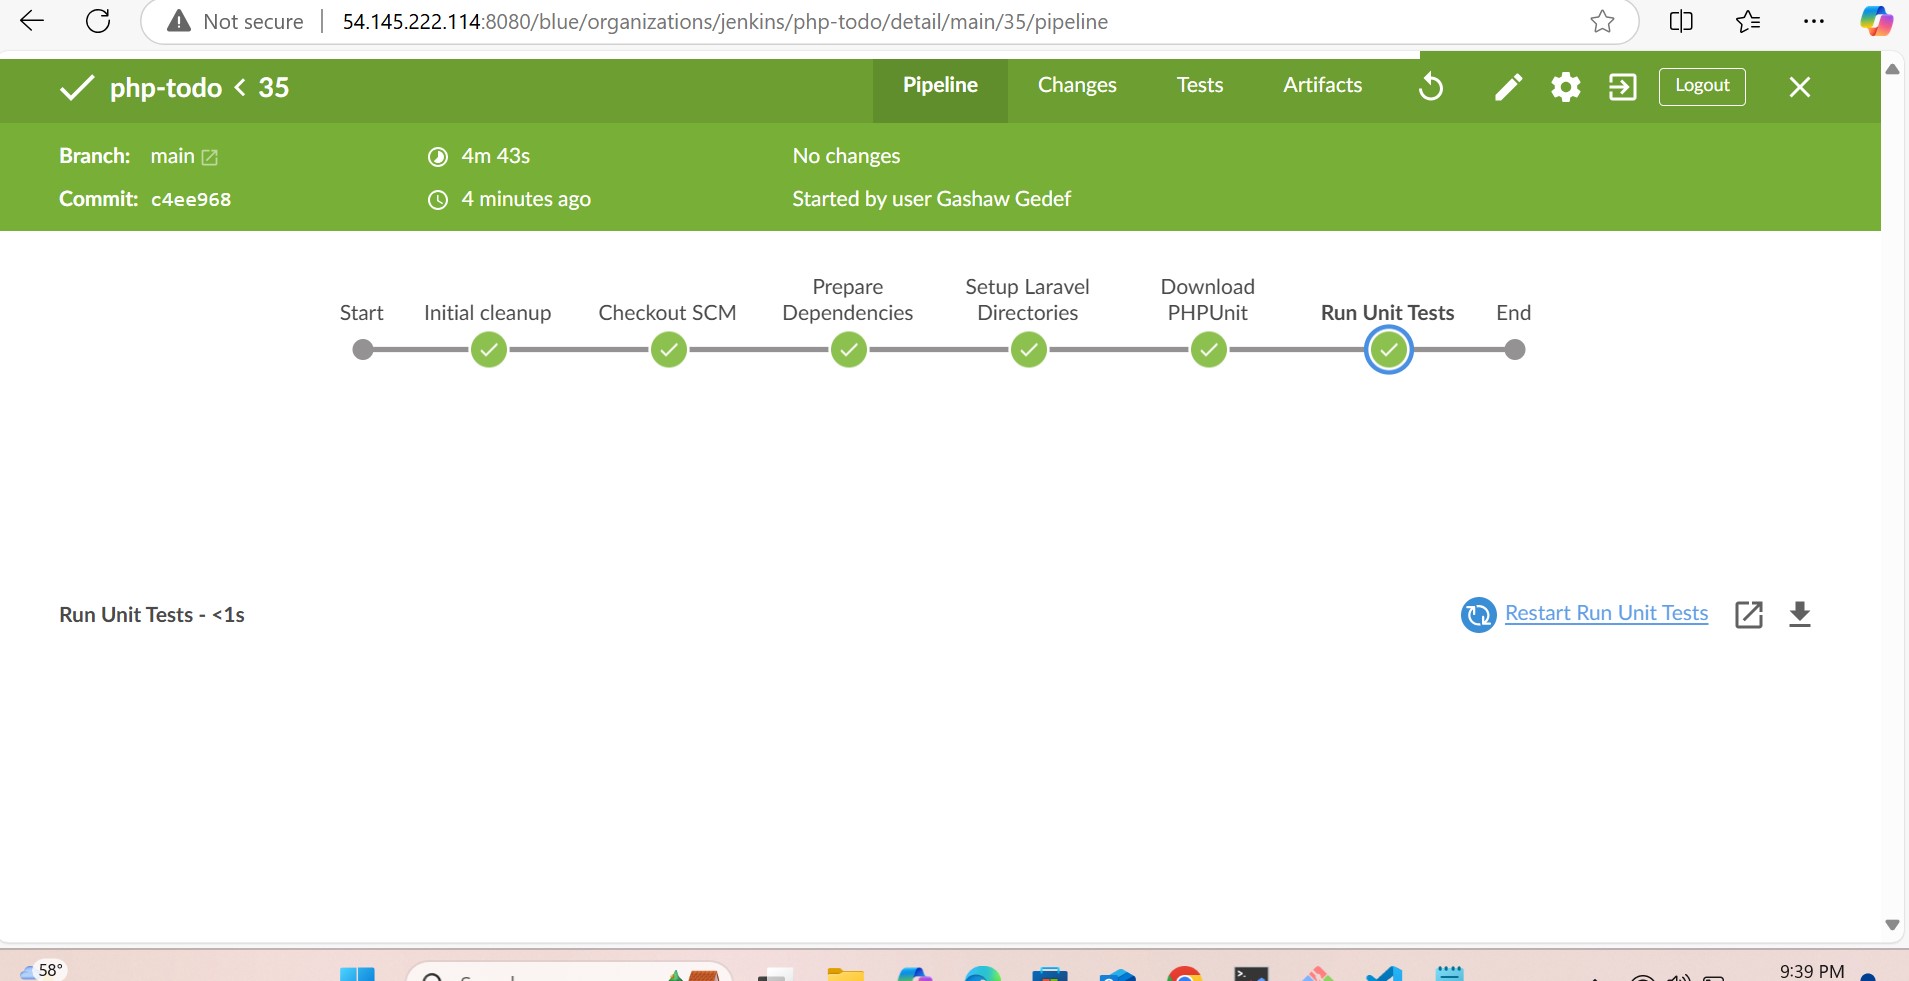 Not secure | 54.145.222.114:8080/blue/organizations/jenkins/php-todo/detail/main/35/pipeline
php-todo < 35 Pipeline Changes Tests Artifacts Logout
Branch: main 4m 43s No changes
Commit: c4ee968 4 minutes ago Started by user Gashaw Gedef
Prepare Setup Laravel Download
Start Initial cleanup Checkout SCM Dependencies Directories PHPUnit Run Unit Tests End
Run Unit Tests - <1s Restart Run Unit Tests
58° 9:39 PM